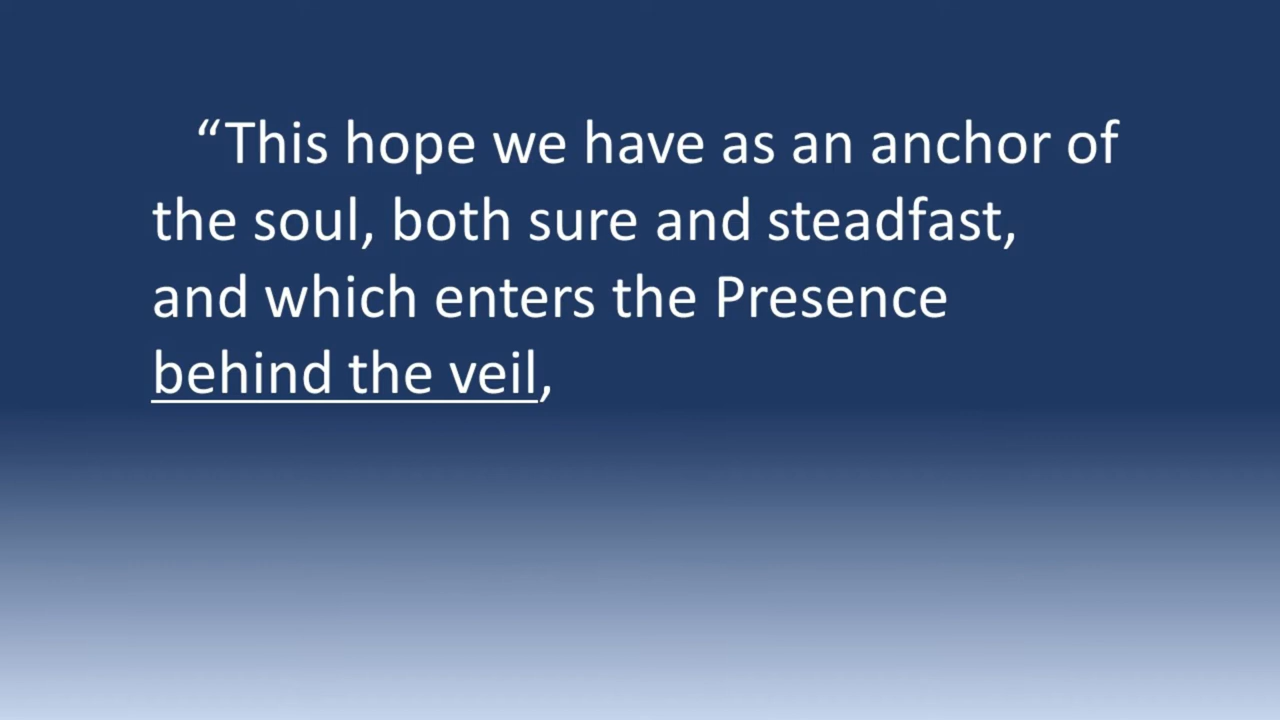 “This hope we have as an anchor of
the soul, both sure and steadfast,
and which enters the Presence
behind the veil,